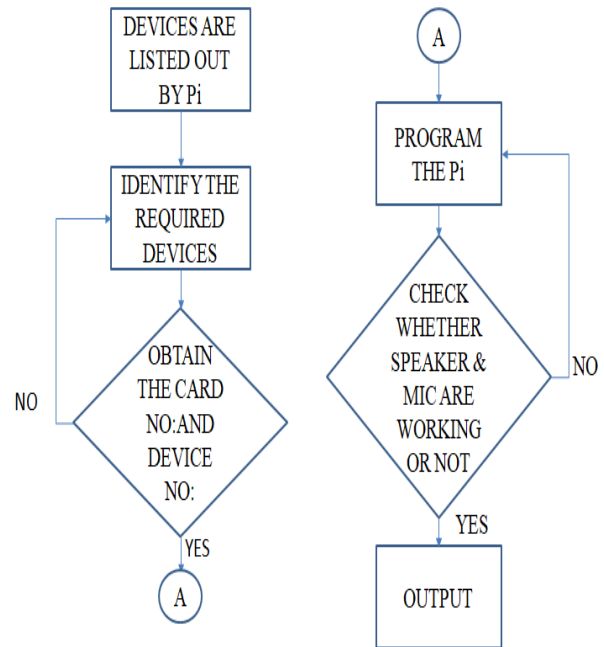 DEVICES ARE
LISTED OUT
BY Pi
IDENTIFY THE
REQUIRED
DEVICES
OBTAIN
THE CARD
NO:AND
DEVICE
NO:
NO
YES
A
A
PROGRAM
THE Pi
CHECK
WHETHER
SPEAKER &
MIC ARE
WORKING
OR NOT
NO
YES
OUTPUT